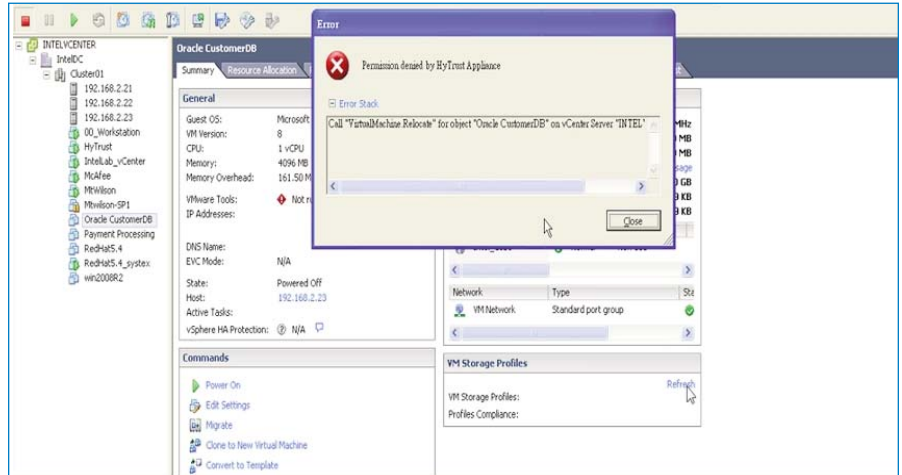 Error
Permission denied by HyTrust Appliance
Error Stack
Call "VirtualMachine.Relocate" for object "Oracle CustomerDB" on vCenter Server "INTEL"
Close
INTELVCENTER
IntelDC
Cluster01
192.168.2.21
192.168.2.22
192.168.2.23
00_Workstation
HyTrust
IntelLab_vCenter
McAfee
MtWilson
Mtwilson-SP1
Oracle CustomerDB
Payment Processing
RedHat5.4
RedHat5.4_systex
win2008R2
Oracle CustomerDB
Summary
Resource Allocation
General
Guest OS: Microsoft
VM Version: 8
CPU: 1 vCPU
Memory: 4096 MB
Memory Overhead: 161.50 M
VMware Tools: Not
IP Addresses:
DNS Name:
EVC Mode: N/A
State: Powered Off
Host: 192.168.2.23
Active Tasks:
vSphere HA Protection: N/A
MHz
MB
MB
GB
KB
KB
Network Type
VM Network Standard port group
Commands
Power On
Edit Settings
Migrate
Clone to New Virtual Machine
Convert to Template
VM Storage Profiles
Refresh
VM Storage Profiles:
Profiles Compliance: